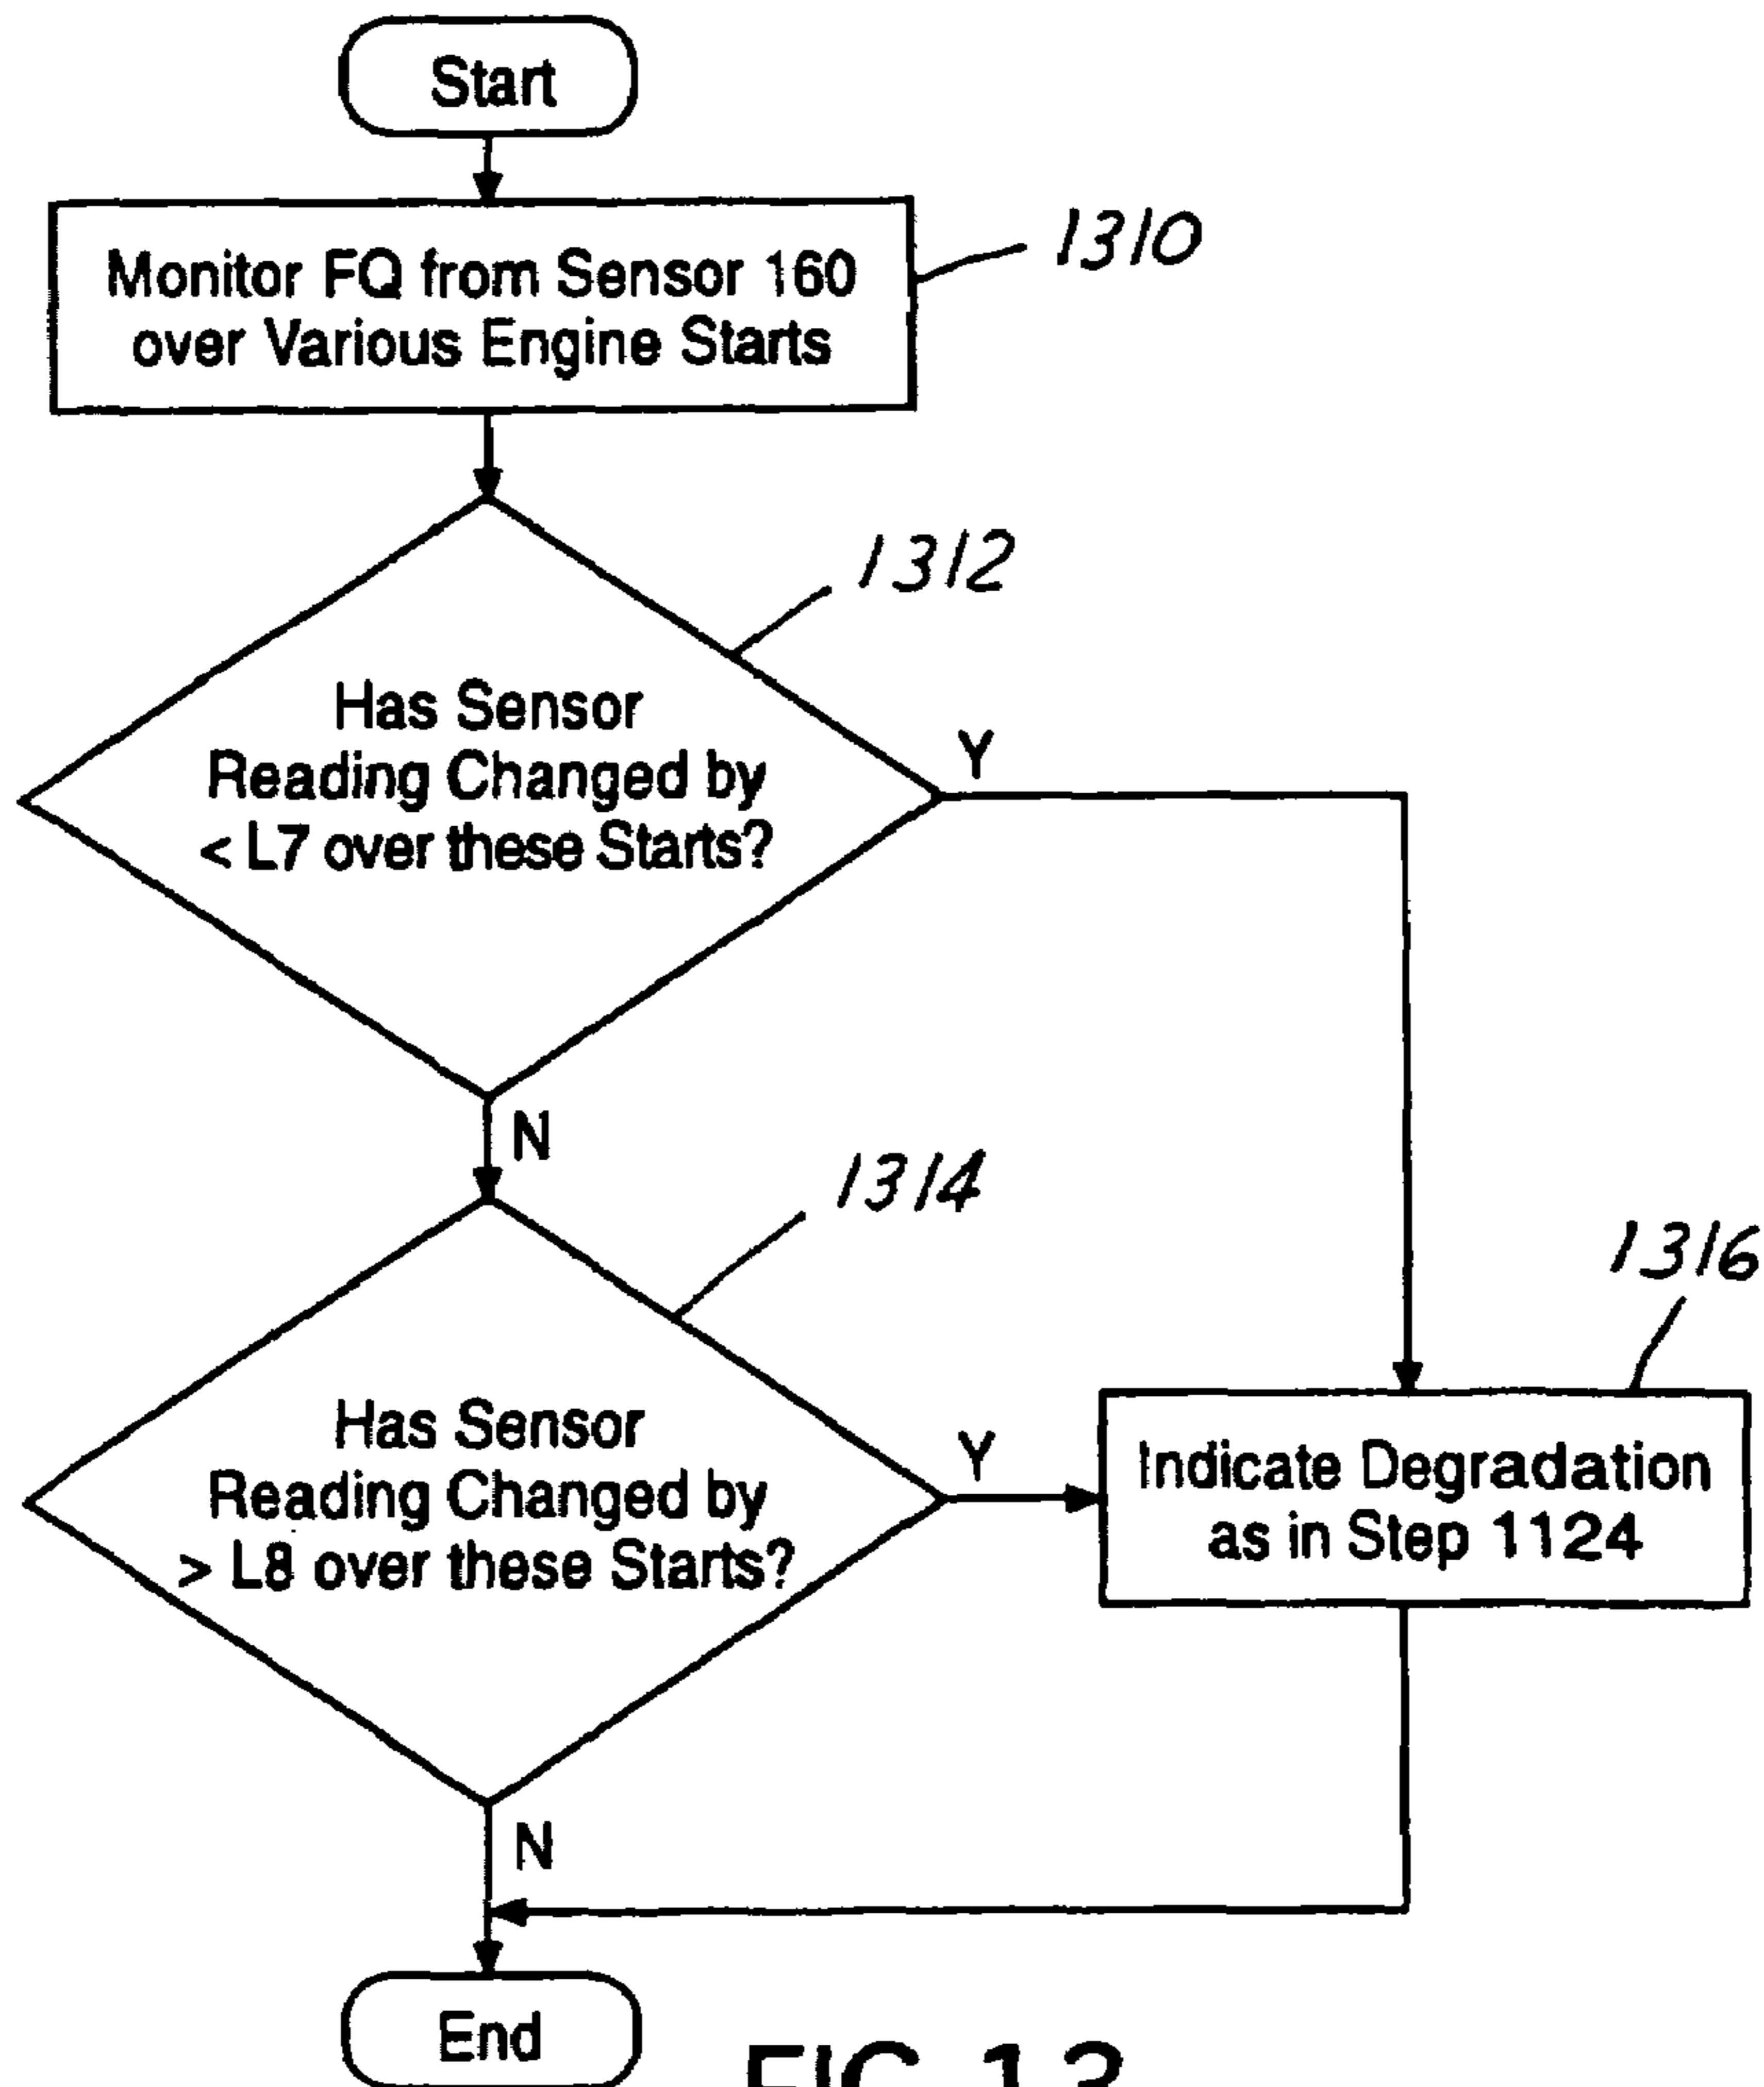 Start
Monitor FQ from Sensor 160
over Various Engine Starts
1310
1312
Has Sensor
Reading Changed by
< L7 over these Starts?
Y
N
1314
1316
Has Sensor
Reading Changed by
> L8 over these Starts?
Y
Indicate Degradation
as in Step 1124
N
End
FIG.13